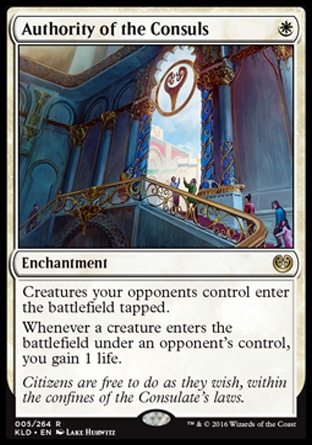 Authority of the Consuls
Enchantment
Creatures your opponents control enter
the battlefield tapped.
Whenever a creature enters the
battlefield under an opponent's control,
you gain 1 life.
Citizens are free to do as they wish, within
the confines of the Consulate's laws.
005/264 R
KLD • EN LAKE HURWITZ
™ & © 2016 Wizards of the Coast